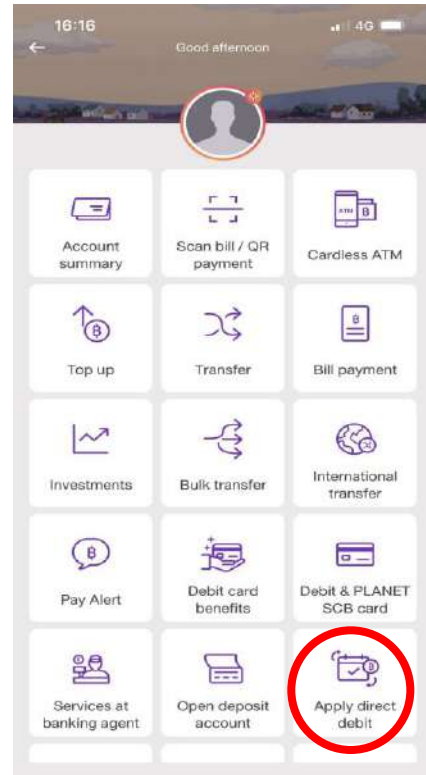 16:16
4G
Good afternoon
Account
summary
Scan bill / QR
payment
ATM
B
Cardless ATM
B
Top up
Transfer
B
Bill payment
Investments
Bulk transfer
International
transfer
B
Pay Alert
Debit card
benefits
Debit & PLANET
SCB card
Services at
banking agent
Open deposit
account
Apply direct
debit